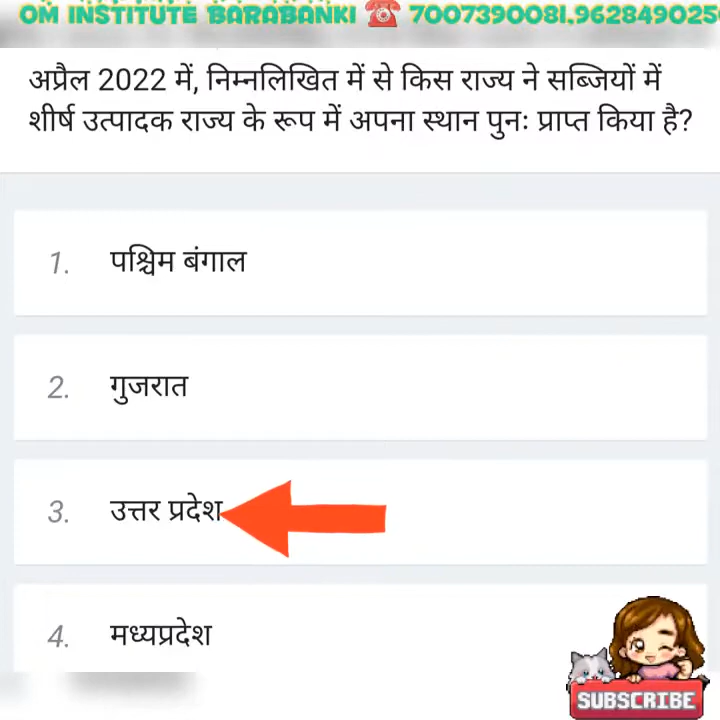 OM INSTITUTE BARABANKI ☎ 7007390081,962849025
अप्रैल 2022 में, निम्नलिखित में से किस राज्य ने सब्जियों में
शीर्ष उत्पादक राज्य के रूप में अपना स्थान पुनः प्राप्त किया है?
1. पश्चिम बंगाल
2. गुजरात
3. उत्तर प्रदेश
4. मध्यप्रदेश
SUBSCRIBE